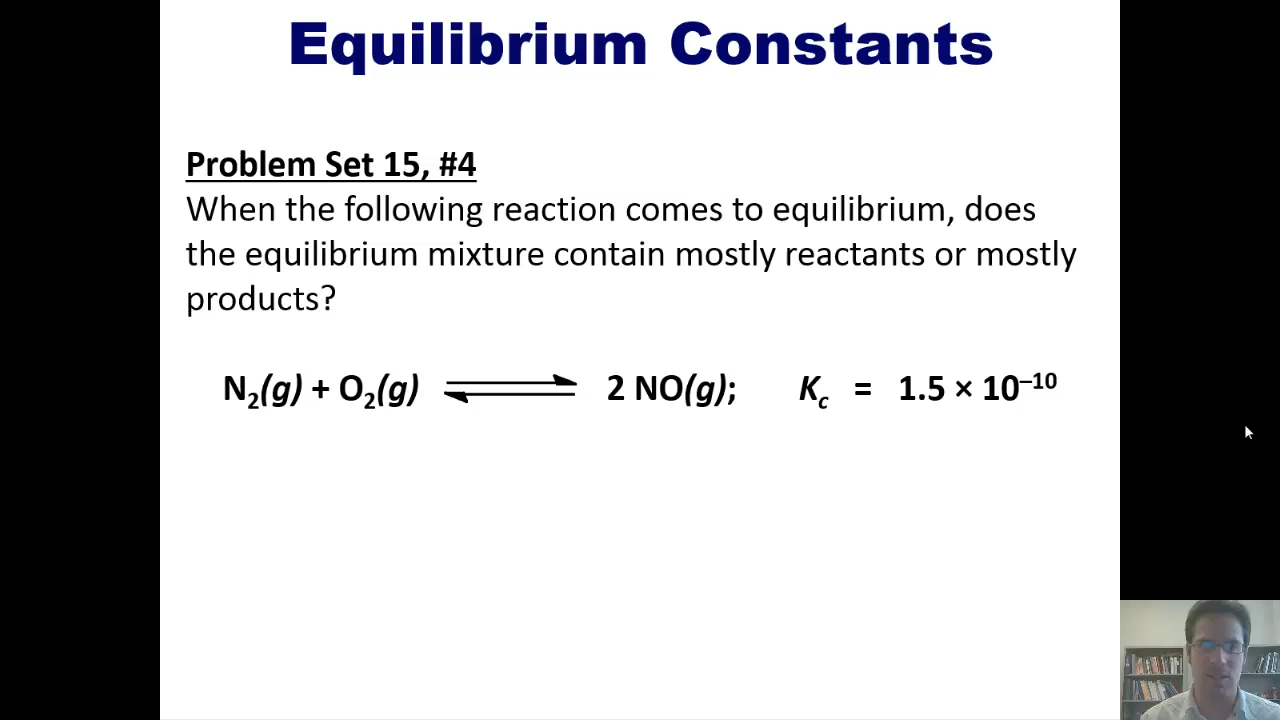 Equilibrium Constants
Problem Set 15, #4
When the following reaction comes to equilibrium, does
the equilibrium mixture contain mostly reactants or mostly
products?
N₂(g) + O₂(g) ⇌ 2 NO(g); K꜀ = 1.5 × 10⁻¹⁰